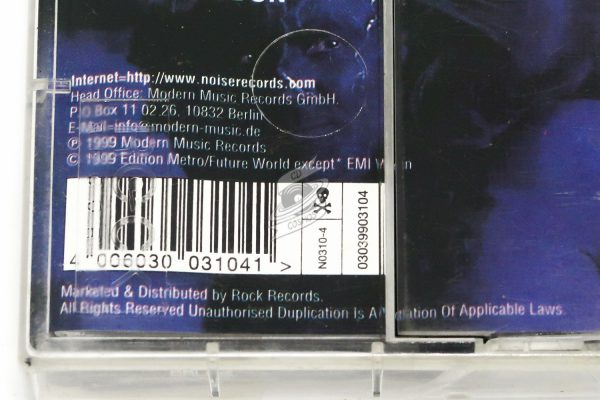 Internet=http://www.noiserecords.com
Head Office: Modern Music Records GmbH.
P.O Box 11 02 26, 10832 Berlin
E-Mail=info@modern-music.de
℗ 1999 Modern Music Records
© 1999 Edition Metro/Future World except* EMI Virgin
4 006030 031041 >
N0310-4
03039903104
CD
Marketed & Distributed by Rock Records.
All Rights Reserved Unauthorised Duplication Is A Violation Of Applicable Laws.